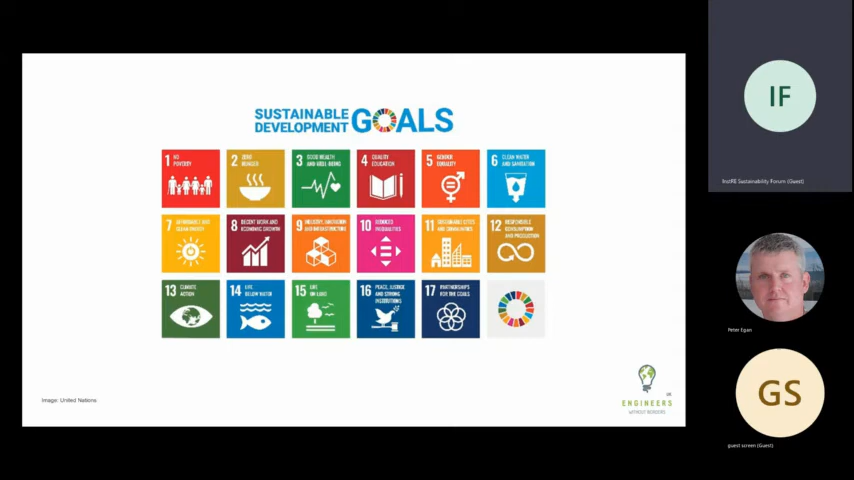 SUSTAINABLE
DEVELOPMENT
GOALS
1 NO
POVERTY
2 ZERO
HUNGER
3 GOOD HEALTH
AND WELL-BEING
4 QUALITY
EDUCATION
5 GENDER
EQUALITY
6 CLEAN WATER
AND SANITATION
7 AFFORDABLE AND
CLEAN ENERGY
8 DECENT WORK AND
ECONOMIC GROWTH
9 INDUSTRY, INNOVATION
AND INFRASTRUCTURE
10 REDUCED
INEQUALITIES
11 SUSTAINABLE CITIES
AND COMMUNITIES
12 RESPONSIBLE
CONSUMPTION
AND PRODUCTION
13 CLIMATE
ACTION
14 LIFE
BELOW WATER
15 LIFE
ON LAND
16 PEACE, JUSTICE
AND STRONG
INSTITUTIONS
17 PARTNERSHIPS
FOR THE GOALS
Image: United Nations
UK
ENGINEERS
WITHOUT BORDERS
IF
InstRE Sustainability Forum (Guest)
Peter Egan
GS
guest screen (Guest)